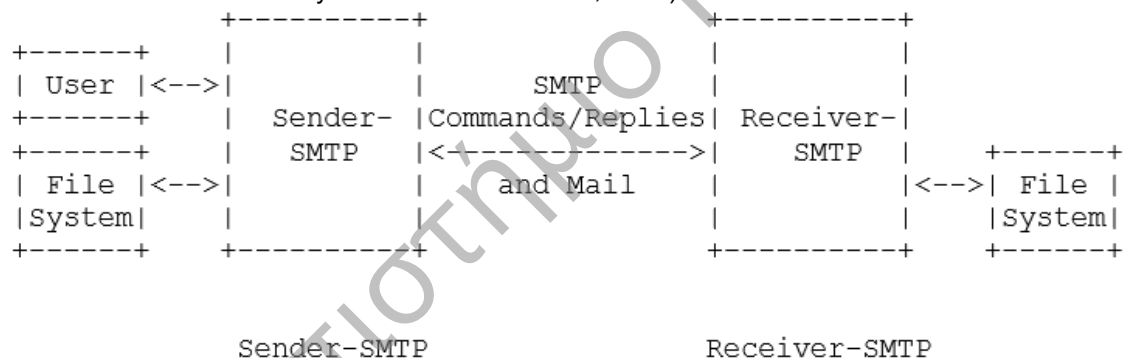 +----------+ +----------+
+------+ | | | |
| User |<-->| | SMTP | |
+------+ | Sender- |Commands/Replies| Receiver-|
+------+ | SMTP |<-------------->| SMTP | +------+
| File |<-->| | and Mail | |<-->| File |
|System| | | | | |System|
+------+ +----------+ +----------+ +------+
Sender-SMTP Receiver-SMTP